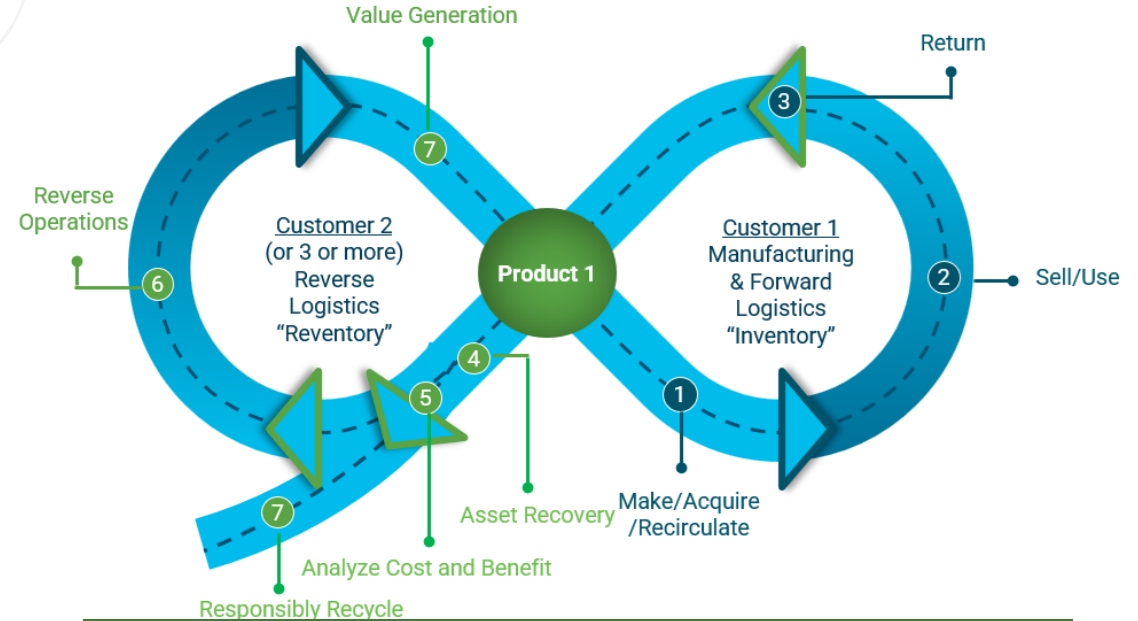 Value Generation
Return
3
7
Reverse
Operations
Customer 2
(or 3 or more)
Reverse
Logistics
“Reventory”
Customer 1
Manufacturing
& Forward
Logistics
“Inventory”
Product 1
6
2
Sell/Use
4
5
1
7
Asset Recovery
Make/Acquire
/Recirculate
Analyze Cost and Benefit
Responsibly Recycle